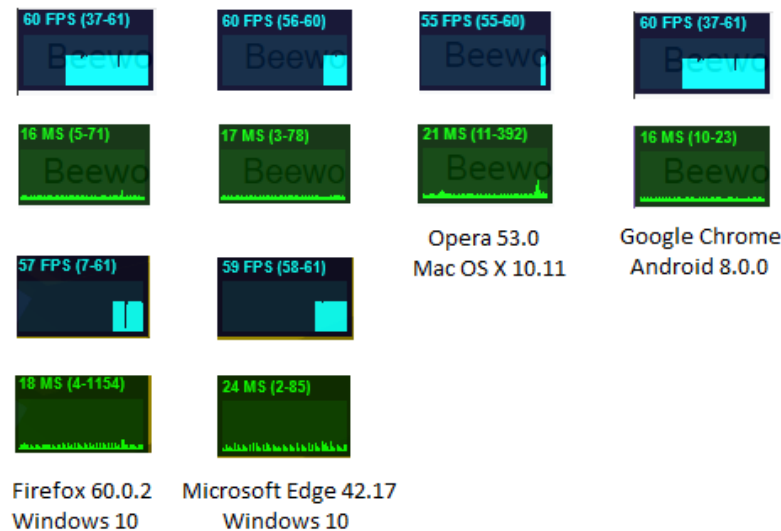 60 FPS (37-61)
Beewo
60 FPS (56-60)
Beewo
55 FPS (55-60)
Beewo
60 FPS (37-61)
Beewo
16 MS (5-71)
Beewo
17 MS (3-78)
Beewo
21 MS (11-392)
Beewo
16 MS (10-23)
Beewo
Opera 53.0
Mac OS X 10.11
Google Chrome
Android 8.0.0
57 FPS (7-61)
59 FPS (58-61)
18 MS (4-1154)
24 MS (2-85)
Firefox 60.0.2
Windows 10
Microsoft Edge 42.17
Windows 10